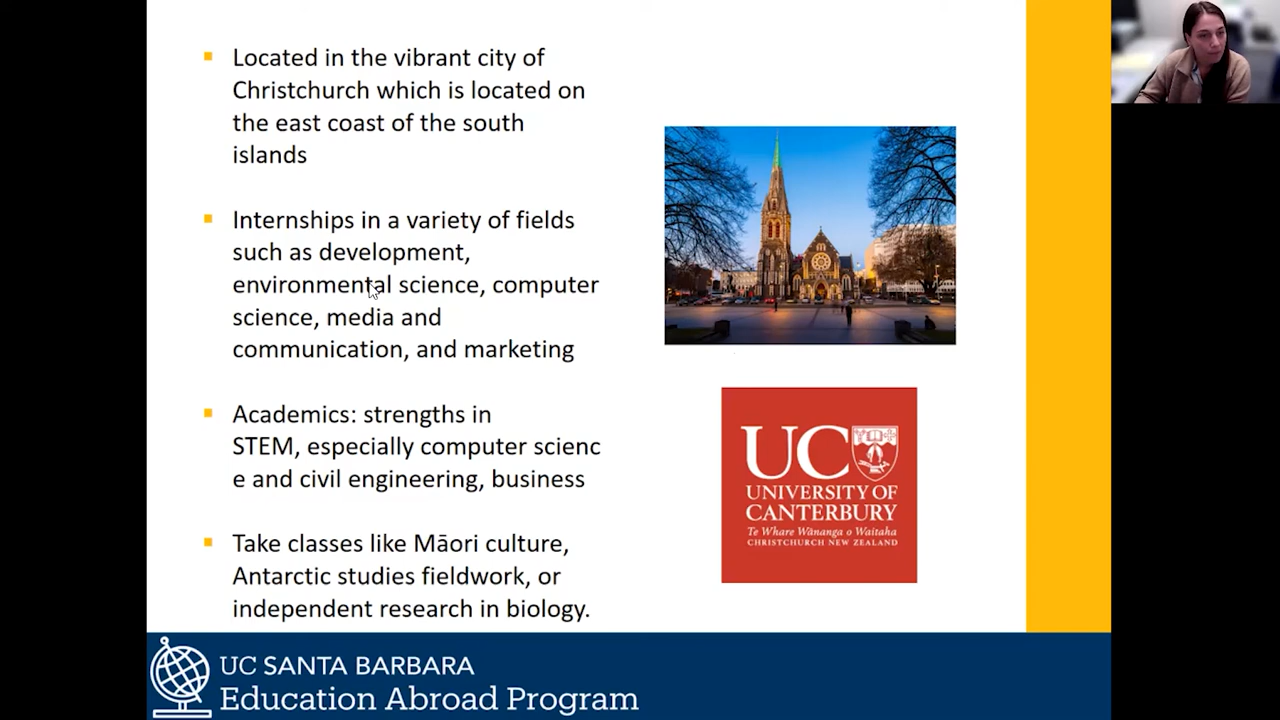 Located in the vibrant city of
Christchurch which is located on
the east coast of the south
islands
Internships in a variety of fields
such as development,
environmental science, computer
science, media and
communication, and marketing
Academics: strengths in
STEM, especially computer scienc
e and civil engineering, business
Take classes like Māori culture,
Antarctic studies fieldwork, or
independent research in biology.
UC
UNIVERSITY OF
CANTERBURY
Te Whare Wānanga o Waitaha
CHRISTCHURCH NEW ZEALAND
UC SANTA BARBARA
Education Abroad Program